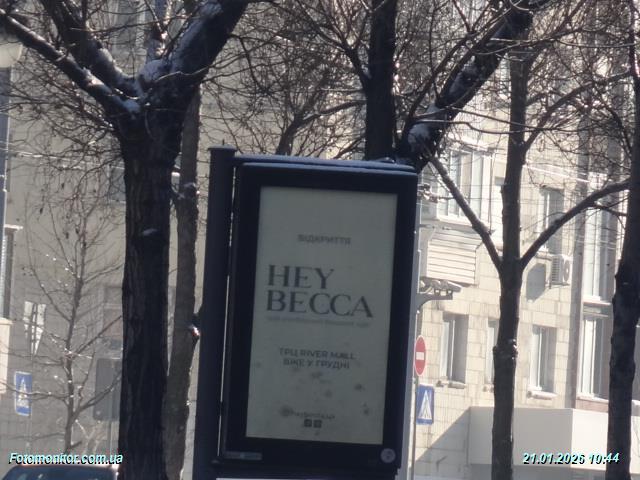 ВІДКРИТТЯ
HEY
BECCA
ТРЦ RIVER MALL
ВЖЕ У ГРУДНІ
Fotomonitor.com.ua
21.01.2026 10:44